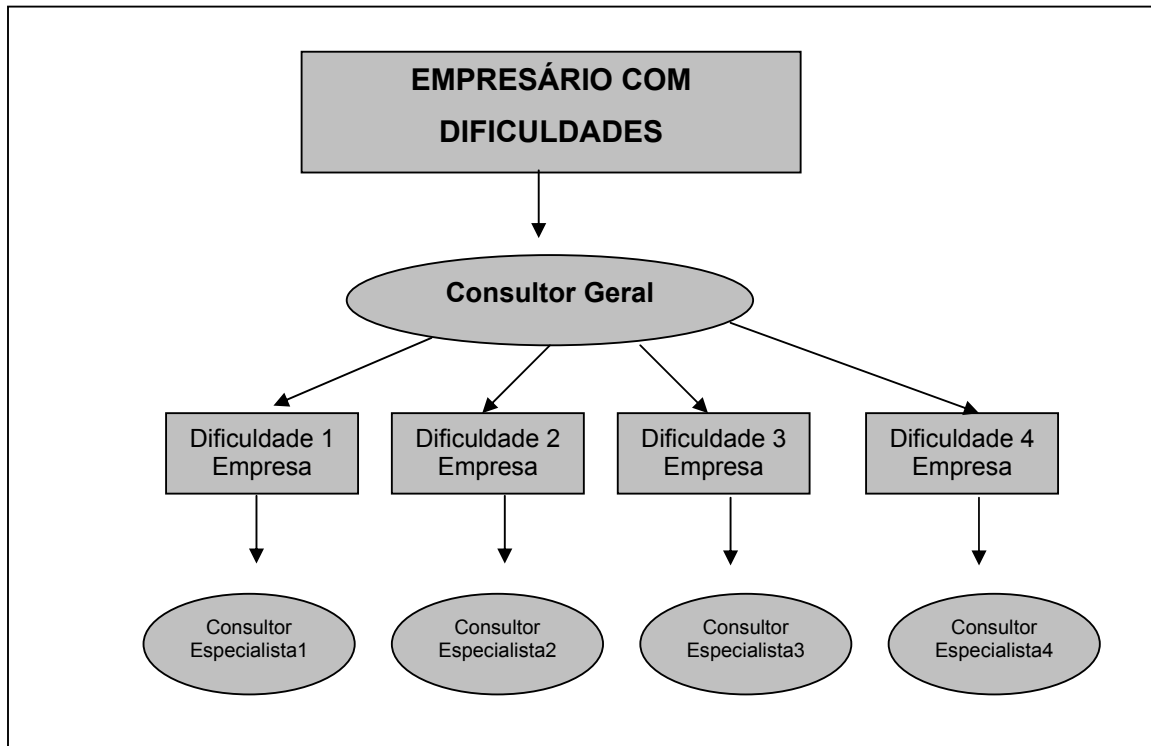 EMPRESÁRIO COM
DIFICULDADES
Consultor Geral
Dificuldade 1
Empresa
Dificuldade 2
Empresa
Dificuldade 3
Empresa
Dificuldade 4
Empresa
Consultor
Especialista1
Consultor
Especialista2
Consultor
Especialista3
Consultor
Especialista4